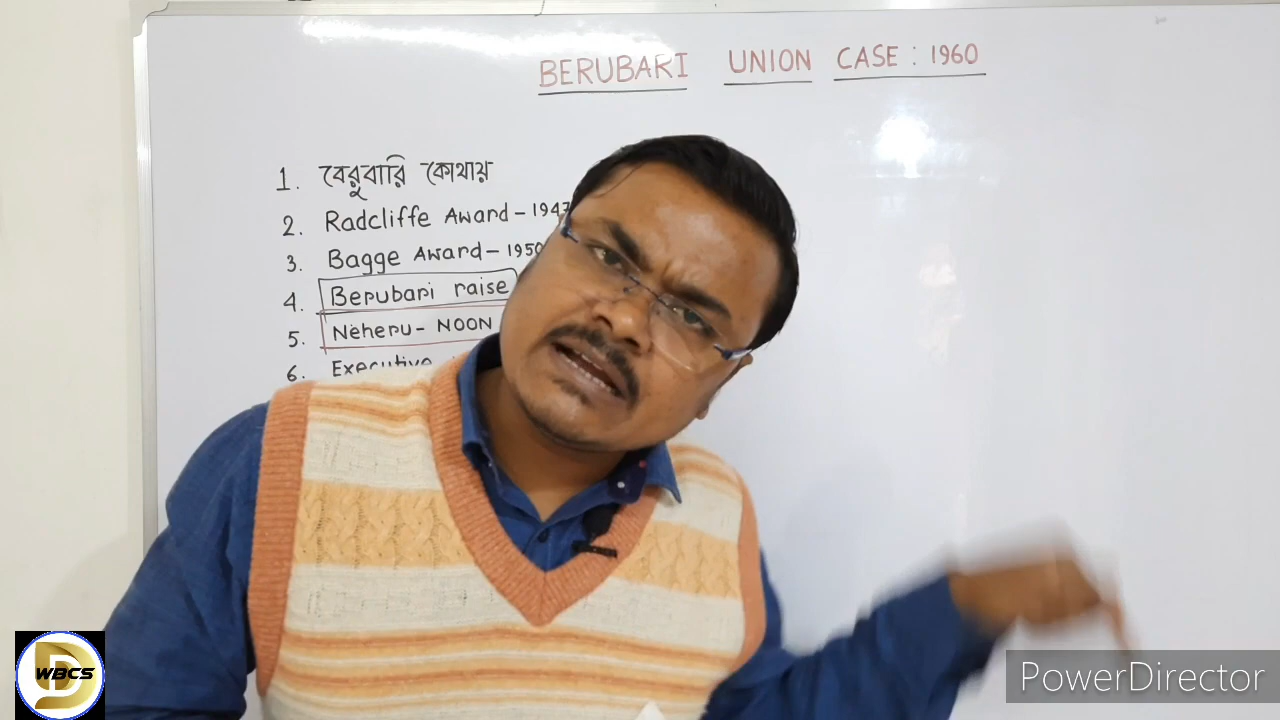 BERUBARI UNION CASE : 1960
1. বেরুবারি কোথায়
2. Radcliffe Award - 1947
3. Bagge Award - 1950
4. Berubari raise
5. Neheru - NOON
6. Executive
WBCS
PowerDirector